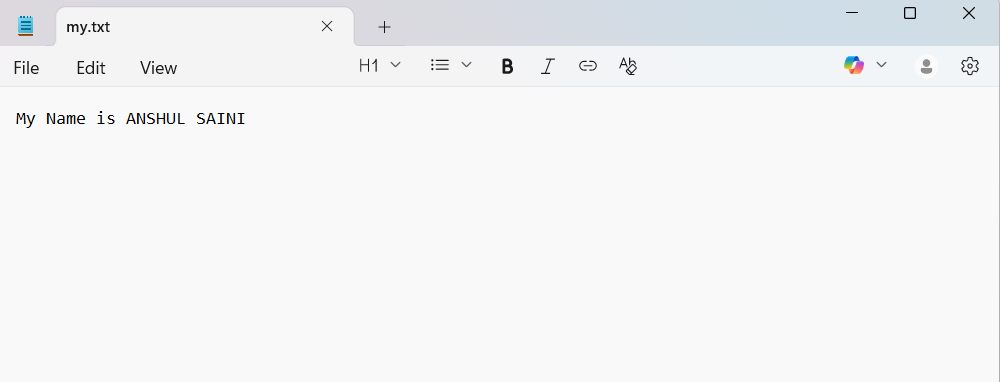 my.txt
File Edit View H1 B I
My Name is ANSHUL SAINI